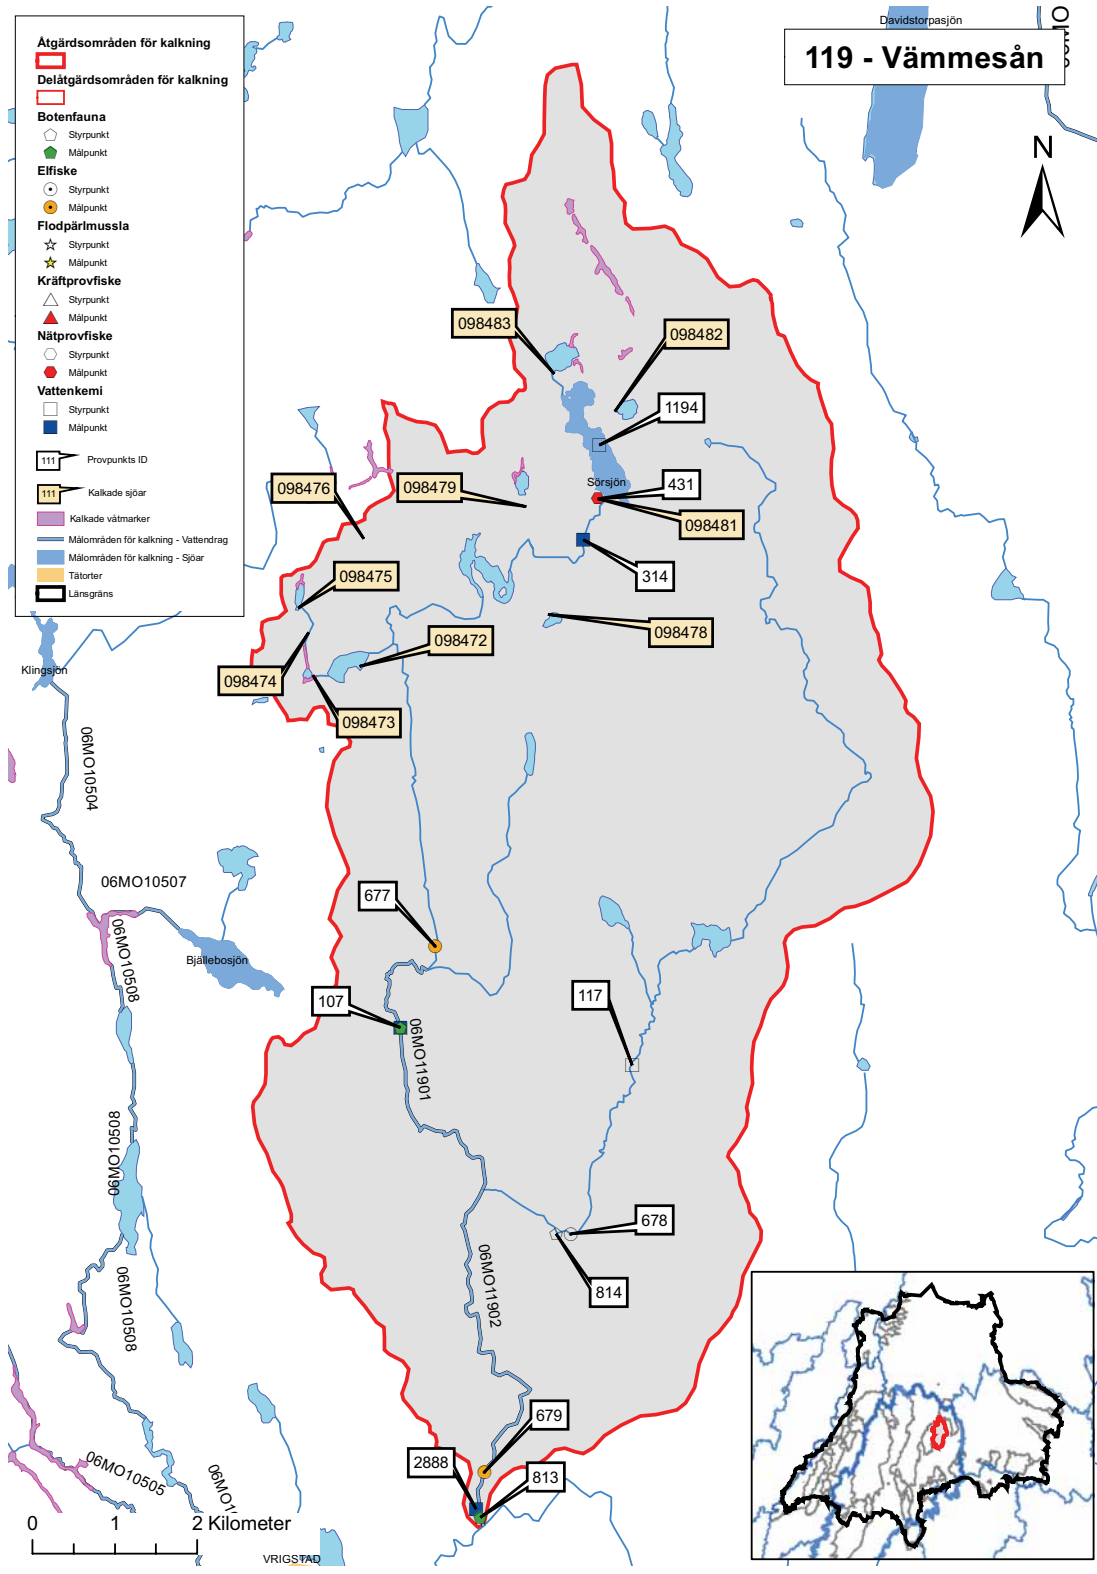 Davidstorpasjön
119 - Vämmesån
N
Åtgärdsområden för kalkning
Delåtgärdsområden för kalkning
Botenfauna
Styrpunkt
Målpunkt
Elfiske
Styrpunkt
Målpunkt
Flodpärlmussla
Styrpunkt
Målpunkt
Kräftprovfiske
Styrpunkt
Målpunkt
Nätprovfiske
Styrpunkt
Målpunkt
Vattenkemi
Styrpunkt
Målpunkt
111 Provpunkts ID
111 Kalkade sjöar
Kalkade våtmarker
Målområden för kalkning - Vattendrag
Målområden för kalkning - Sjöar
Tätorter
Länsgräns
098483
098482
1194
098476
098479
Sörsjön
431
098481
098475
314
098472
098478
Klingsjön
098474
098473
06MO10504
06MO10507
677
06MO10508
Bjällebosjön
107
117
06MO11901
06MO10508
678
06MO11902
814
06MO10508
679
2888
813
06MO10505
06MO1
0 1 2 Kilometer
VRIGSTAD